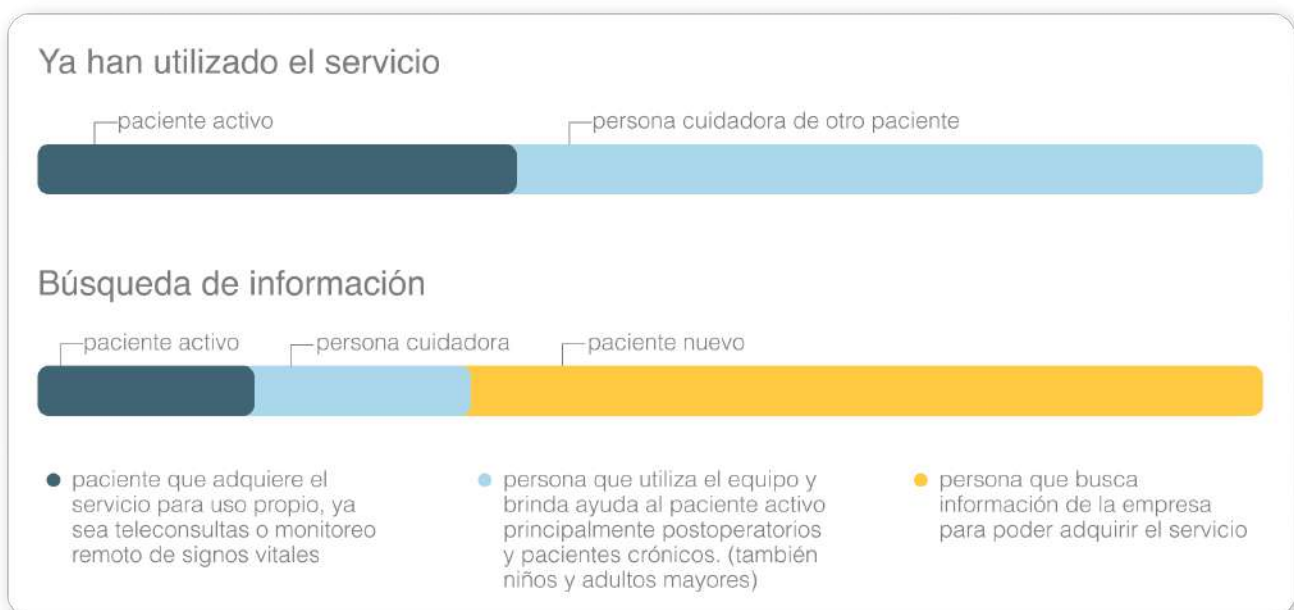 Ya han utilizado el servicio
paciente activo
persona cuidadora de otro paciente
Búsqueda de información
paciente activo
persona cuidadora
paciente nuevo
paciente que adquiere el
servicio para uso propio, ya
sea teleconsultas o monitoreo
remoto de signos vitales
persona que utiliza el equipo y
brinda ayuda al paciente activo
principalmente postoperatorios
y pacientes crónicos. (también
niños y adultos mayores)
persona que busca
información de la empresa
para poder adquirir el servicio